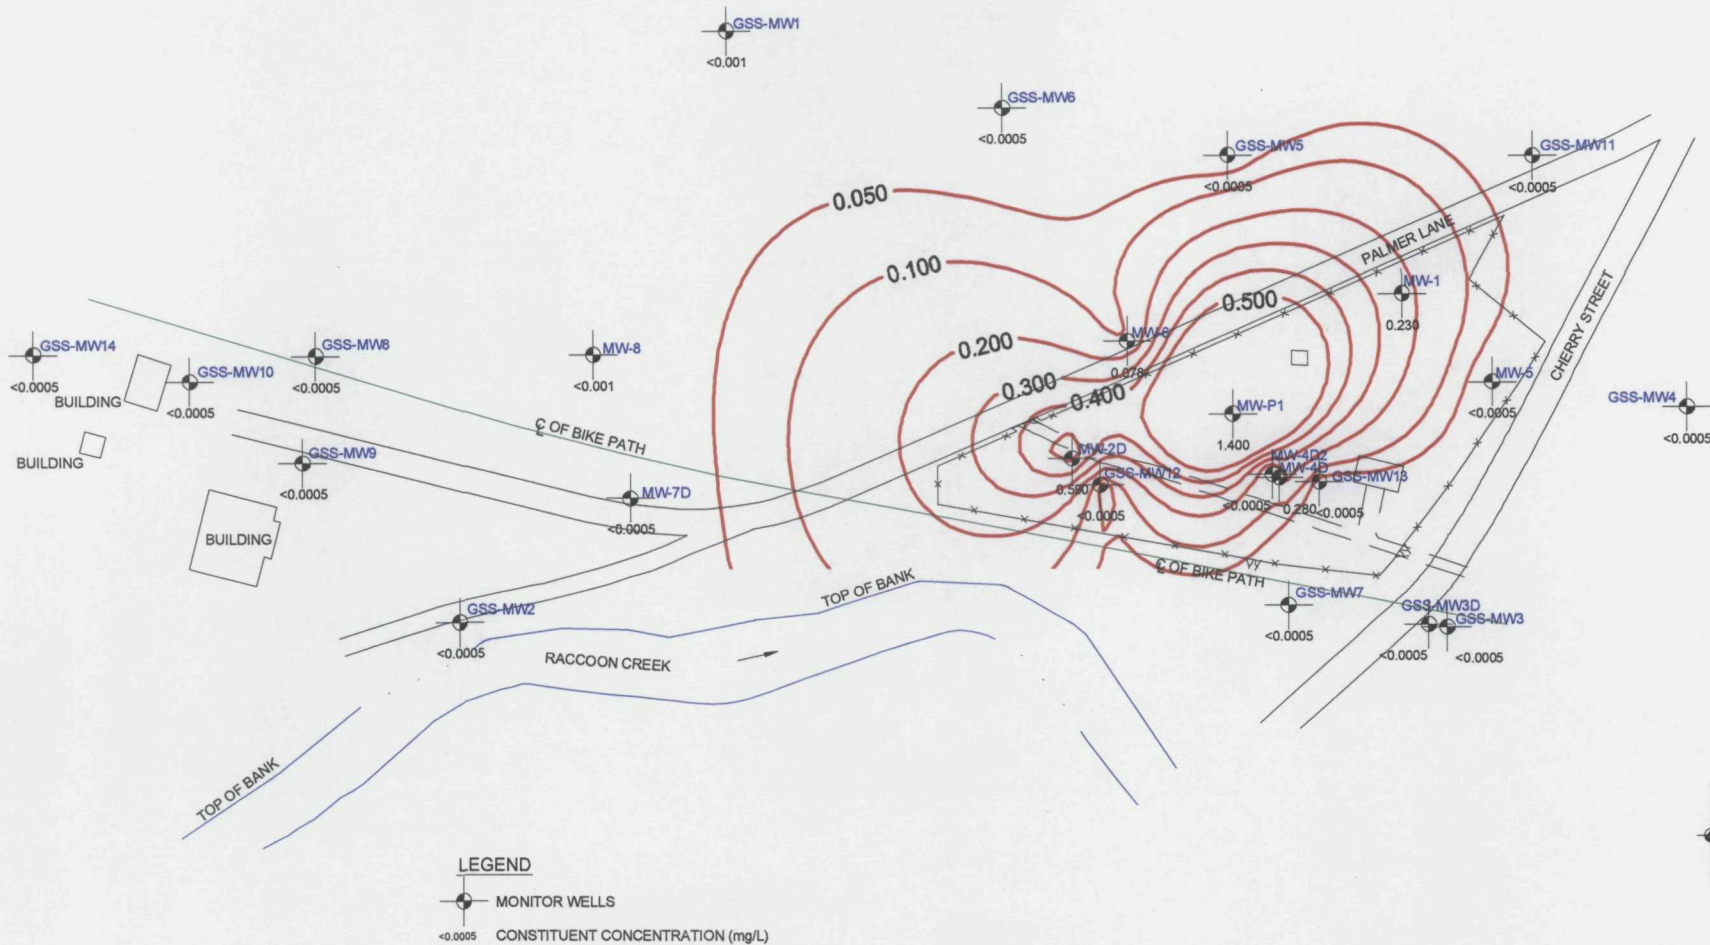 GSS-MW1
<0.001
GSS-MW6
<0.0005
GSS-MW5
<0.0005
GSS-MW11
<0.0005
0.050
0.100
PALMER LANE
MW-1
0.230
0.500
CHERRY STREET
GSS-MW14
<0.0005
GSS-MW10
<0.0005
BUILDING
GSS-MW8
<0.0005
MW-8
<0.001
0.200
0.300
0.400
0.078
MW-5
<0.0005
GSS-MW4
<0.0005
MW-P1
1.400
BUILDING
GSS-MW9
<0.0005
℄ OF BIKE PATH
MW-7D
<0.0005
MW-2D
0.590
GSS-MW12
<0.0005
MW-4D2
MW-4D
GSS-MW13
<0.0005
0.280
<0.0005
BUILDING
℄ OF BIKE PATH
GSS-MW2
<0.0005
TOP OF BANK
GSS-MW7
<0.0005
GSS-MW3D
GSS-MW3
<0.0005
<0.0005
RACCOON CREEK
TOP OF BANK
LEGEND
MONITOR WELLS
<0.0005 CONSTITUENT CONCENTRATION (mg/L)